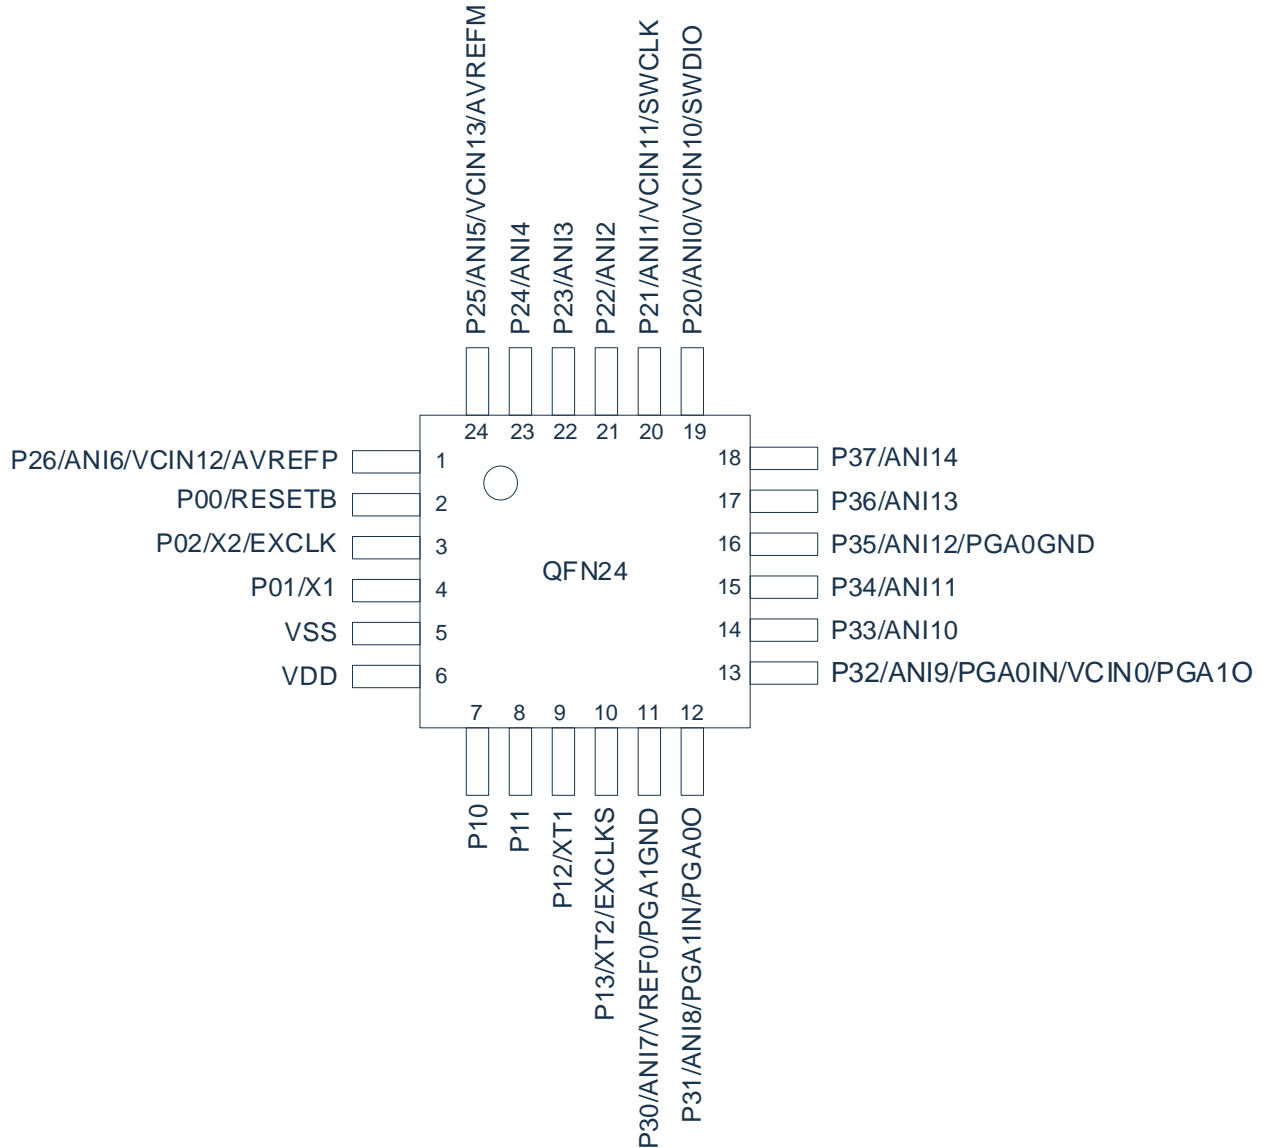 P25/ANI5/VCIN13/AVREFM
P24/ANI4
P23/ANI3
P22/ANI2
P21/ANI1/VCIN11/SWCLK
P20/ANI0/VCIN10/SWDIO
24
23
22
21
20
19
P26/ANI6/VCIN12/AVREFP
1
P00/RESETB
2
P02/X2/EXCLK
3
P01/X1
4
VSS
5
VDD
6
QFN24
18
P37/ANI14
17
P36/ANI13
16
P35/ANI12/PGA0GND
15
P34/ANI11
14
P33/ANI10
13
P32/ANI9/PGA0IN/VCIN0/PGA1O
7
8
9
10
11
12
P10
P11
P12/XT1
P13/XT2/EXCLKS
P30/ANI7/VREF0/PGA1GND
P31/ANI8/PGA1IN/PGA0O